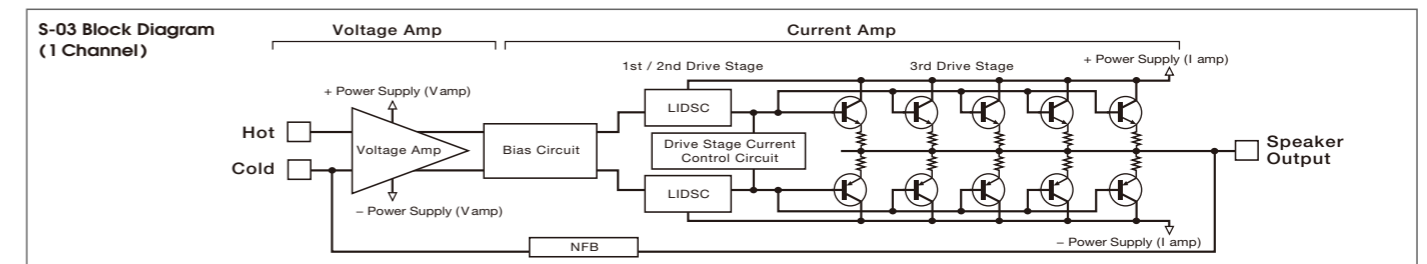 S-03 Block Diagram
(1 Channel)
Voltage Amp
Current Amp
1st / 2nd Drive Stage
3rd Drive Stage
+ Power Supply (I amp)
+ Power Supply (Vamp)
LIDSC
Hot
Voltage Amp
Bias Circuit
Drive Stage Current
Control Circuit
Speaker
Output
Cold
LIDSC
– Power Supply (Vamp)
– Power Supply (I amp)
NFB